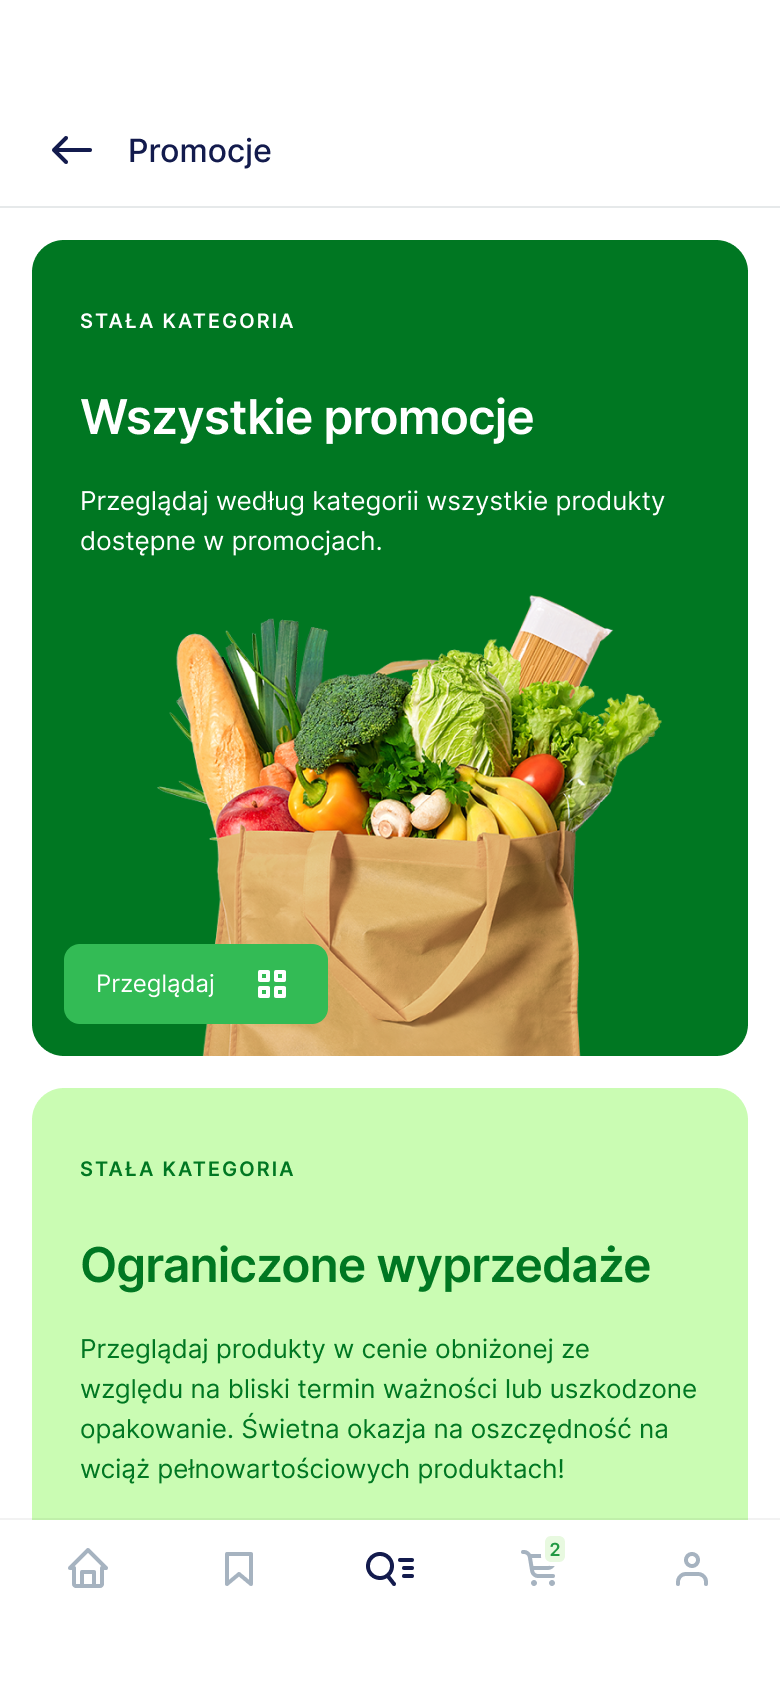 Promocje
STAŁA KATEGORIA
Wszystkie promocje
Przeglądaj według kategorii wszystkie produkty
dostępne w promocjach.
Przeglądaj
STAŁA KATEGORIA
Ograniczone wyprzedaże
Przeglądaj produkty w cenie obniżonej ze
względu na bliski termin ważności lub uszkodzone
opakowanie. Świetna okazja na oszczędność na
wciąż pełnowartościowych produktach!
2